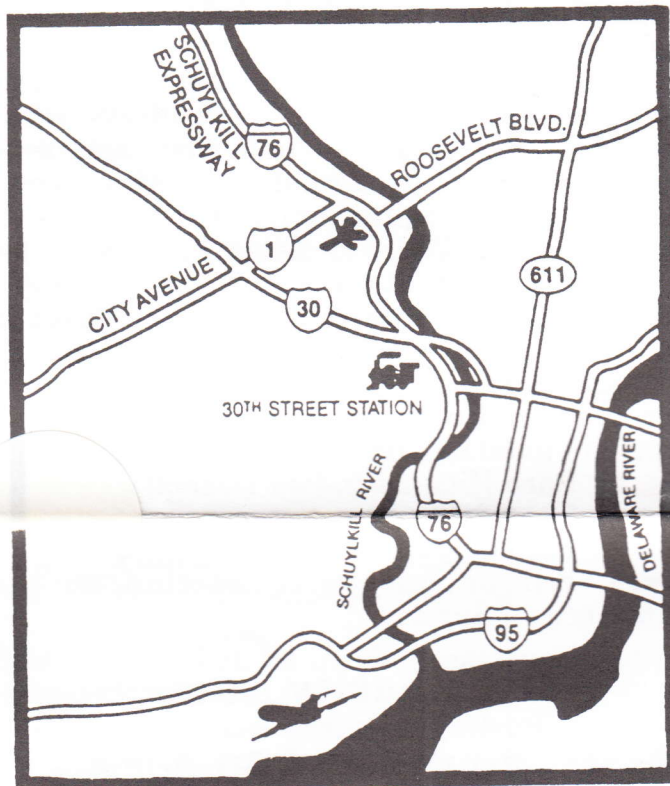 SCHUYLKILL
EXPRESSWAY
76
ROOSEVELT BLVD.
1
CITY AVENUE
611
30
30TH STREET STATION
SCHUYLKILL RIVER
76
DELAWARE RIVER
95